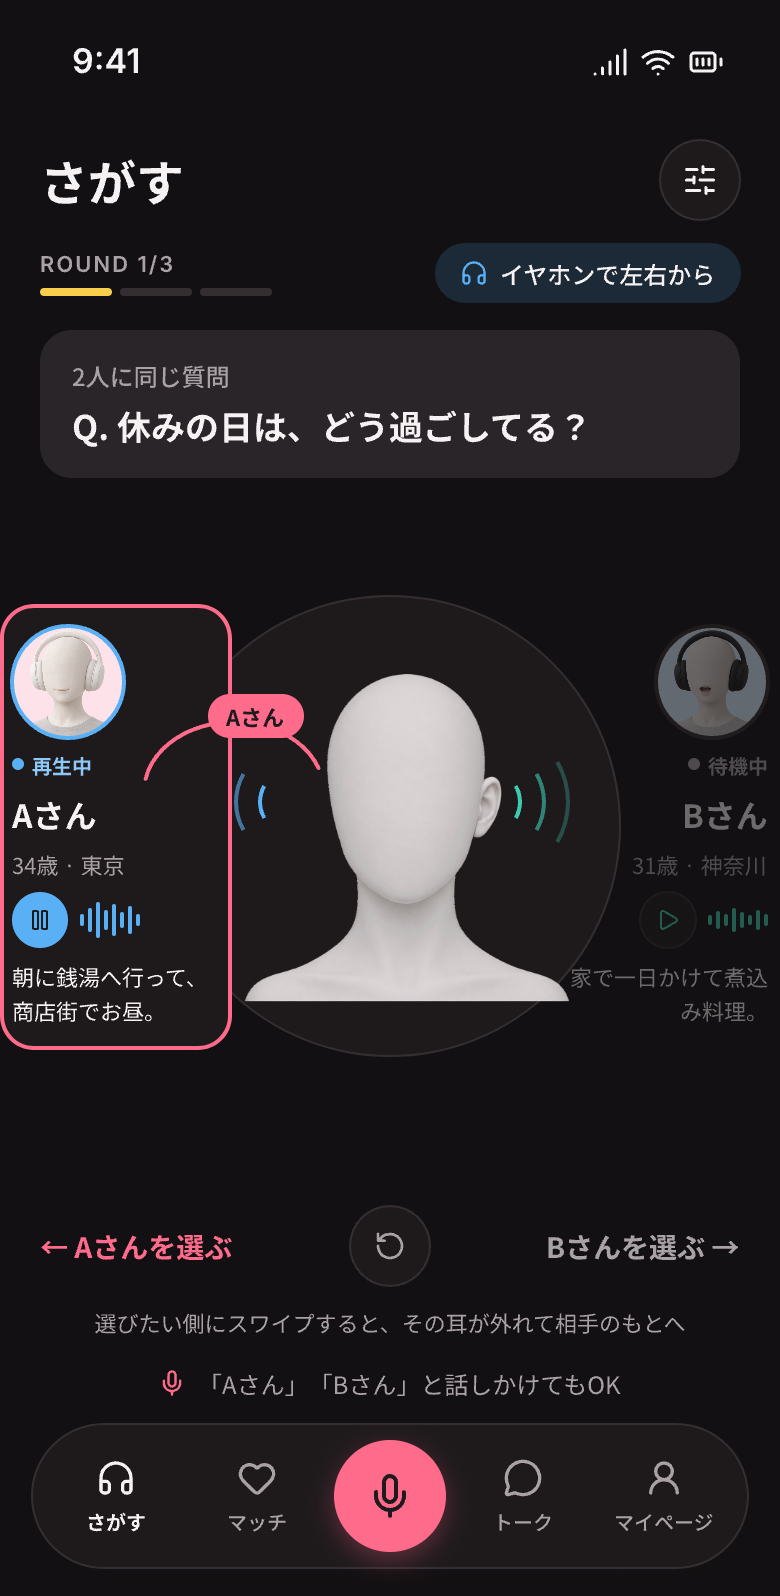 9:41
さがす
ROUND 1/3
イヤホンで左右から
2人に同じ質問
Q. 休みの日は、どう過ごしてる？
Aさん
再生中
Aさん
34歳・東京
朝に銭湯へ行って、
商店街でお昼。
待機中
Bさん
31歳・神奈川
家で一日かけて煮込
み料理。
← Aさんを選ぶ
Bさんを選ぶ →
選びたい側にスワイプすると、その耳が外れて相手のもとへ
「Aさん」「Bさん」と話しかけてもOK
さがす
マッチ
トーク
マイページ